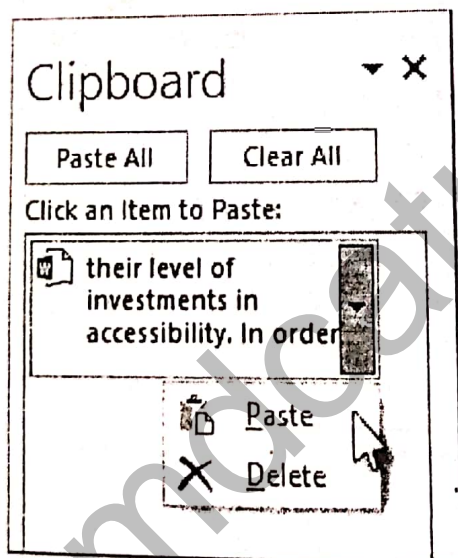 Clipboard
Paste All Clear All
Click an Item to Paste:
their level of
investments in
accessibility. In order
Paste
Delete